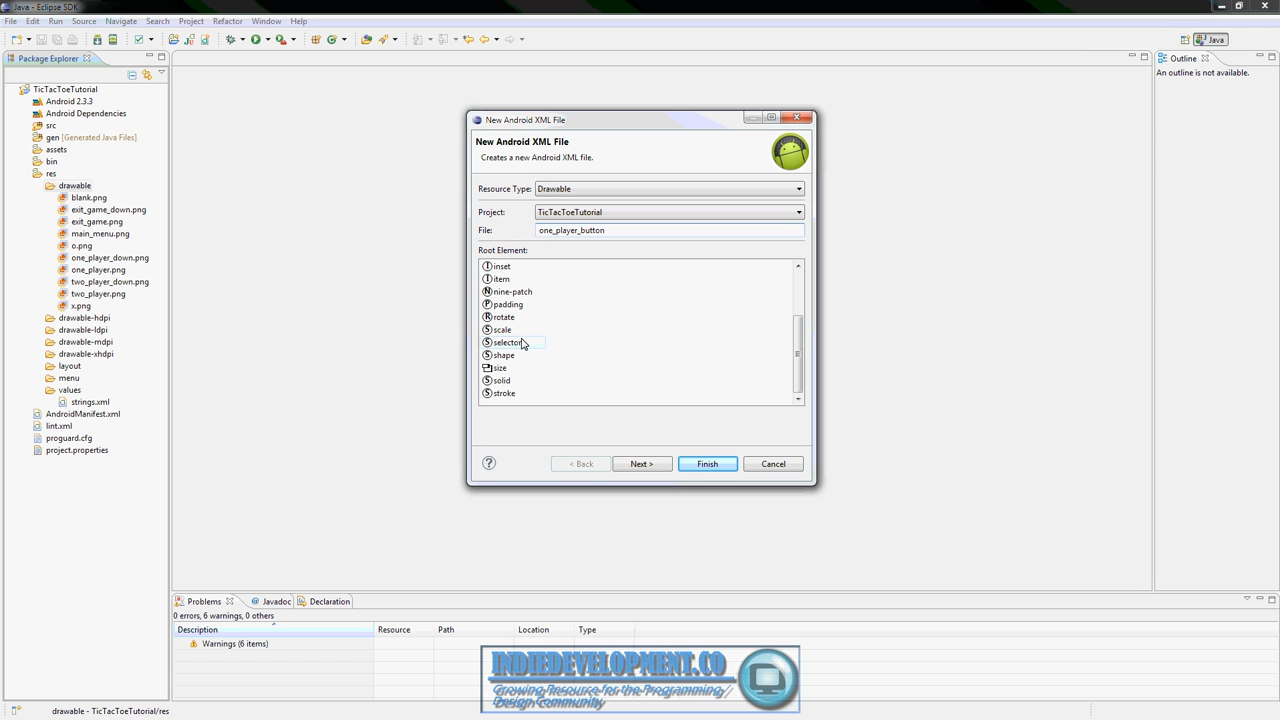 Java - Eclipse SDK
File Edit Run Source Navigate Search Project Refactor Window Help
Java
Package Explorer
TicTacToeTutorial
Android 2.3.3
Android Dependencies
src
gen [Generated Java Files]
assets
bin
res
drawable
blank.png
exit_game_down.png
exit_game.png
main_menu.png
o.png
one_player_down.png
one_player.png
two_player_down.png
two_player.png
x.png
drawable-hdpi
drawable-ldpi
drawable-mdpi
drawable-xhdpi
layout
menu
values
strings.xml
AndroidManifest.xml
lint.xml
proguard.cfg
project.properties
New Android XML File
New Android XML File
Creates a new Android XML file.
Resource Type: Drawable
Project: TicTacToeTutorial
File: one_player_button
Root Element:
inset
item
nine-patch
padding
rotate
scale
selector
shape
size
solid
stroke
< Back Next > Finish Cancel
Outline
An outline is not available.
Problems Javadoc Declaration
0 errors, 6 warnings, 0 others
Description Resource Path Location Type
Warnings (6 items)
INDIEDEVELOPMENT.CO
Growing Resource for the Programming/
Design Community
drawable - TicTacToeTutorial/res